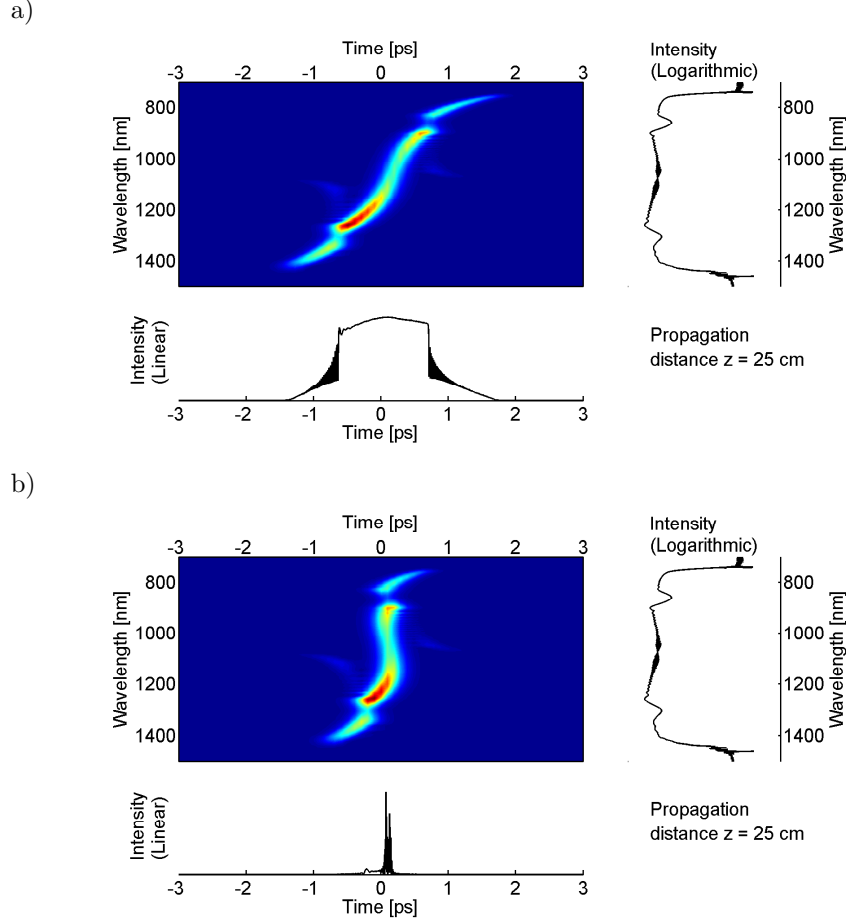 a)
Time [ps]
-3 -2 -1 0 1 2 3
Wavelength [nm]
800
1000
1200
1400
Intensity
(Logarithmic)
800
1000
1200
1400
Wavelength [nm]
Intensity
(Linear)
-3 -2 -1 0 1 2 3
Time [ps]
Propagation
distance z = 25 cm
b)
Time [ps]
-3 -2 -1 0 1 2 3
Wavelength [nm]
800
1000
1200
1400
Intensity
(Logarithmic)
800
1000
1200
1400
Wavelength [nm]
Intensity
(Linear)
-3 -2 -1 0 1 2 3
Time [ps]
Propagation
distance z = 25 cm